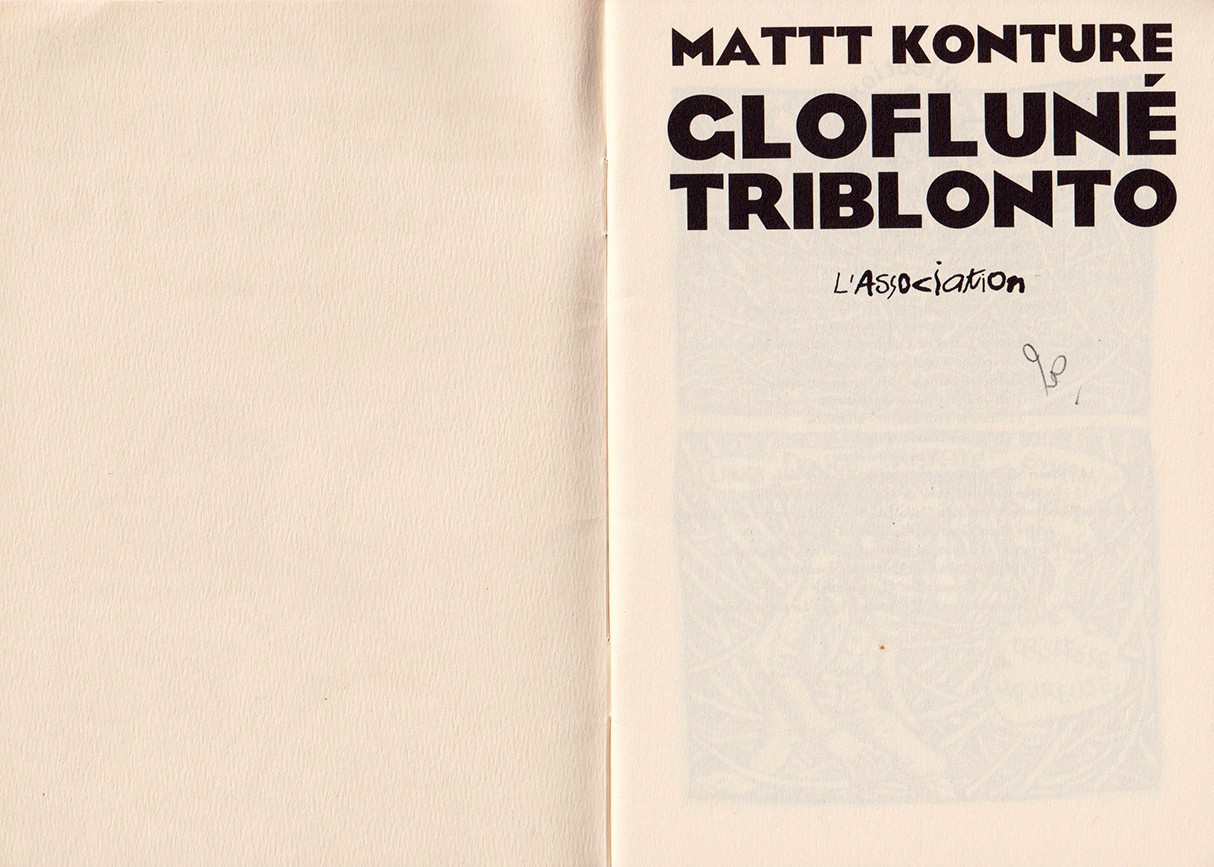 MATTT KONTURE
GLOFLUNÉ
TRIBLONTO
L'Association